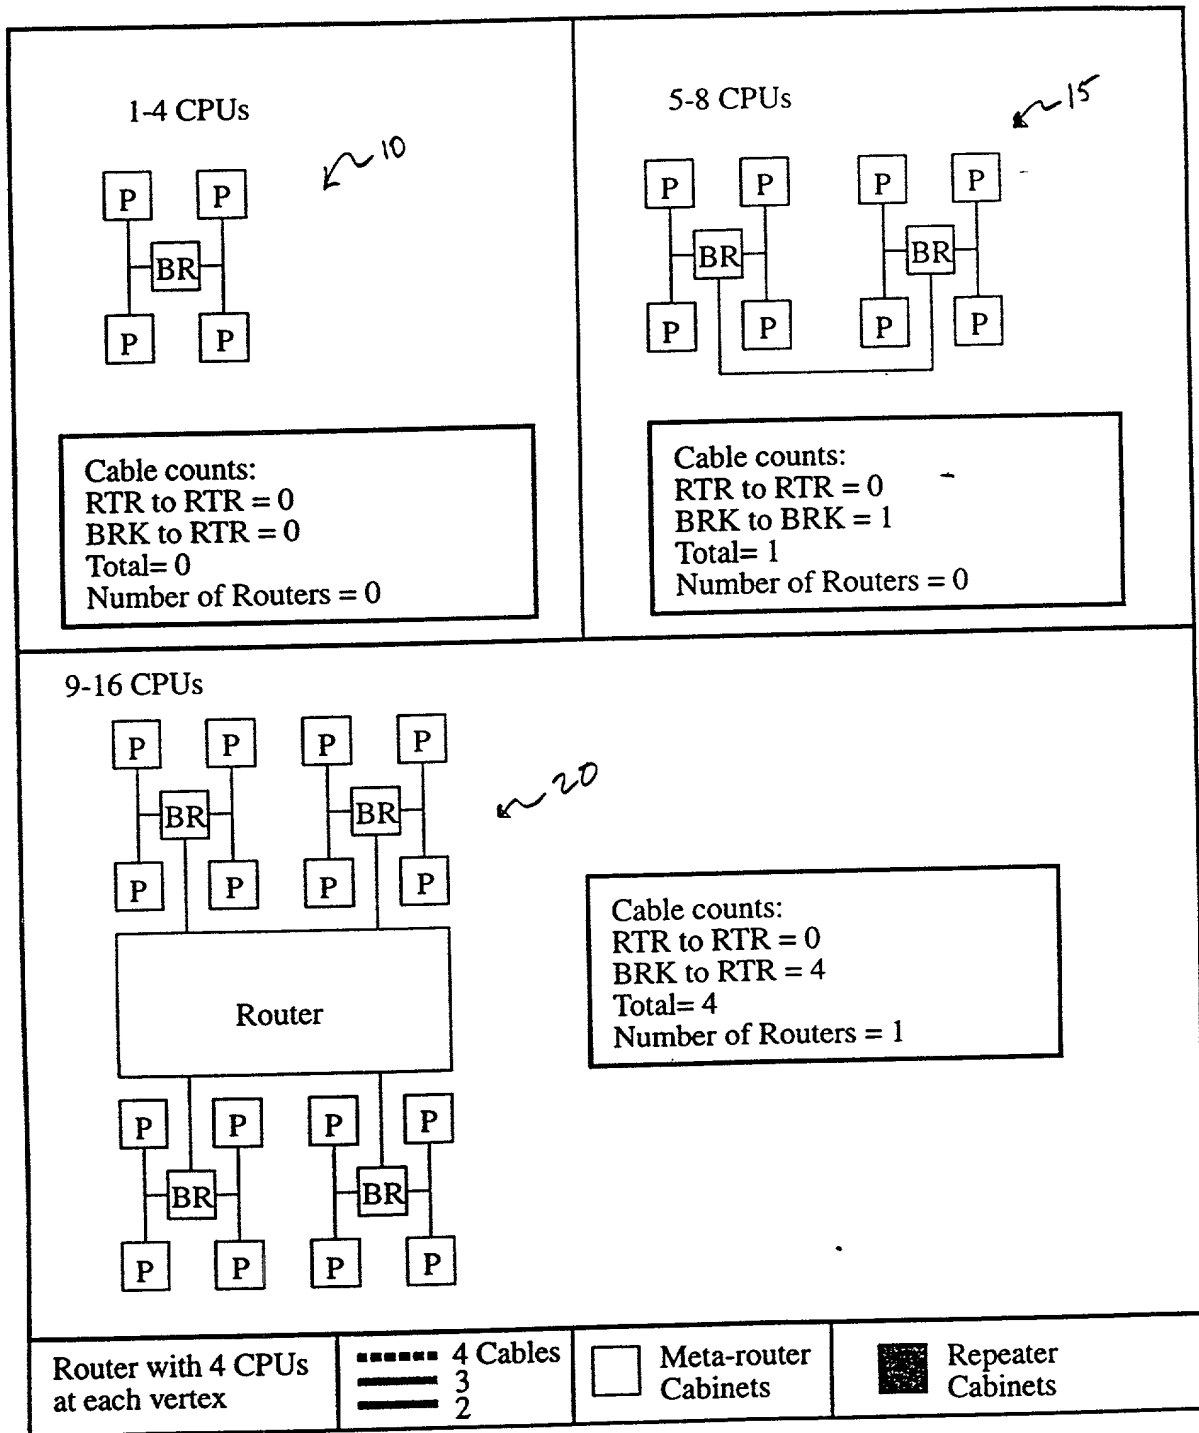 1-4 CPUs
10
P P
BR
P P
Cable counts:
RTR to RTR = 0
BRK to RTR = 0
Total= 0
Number of Routers = 0
5-8 CPUs
15
P P P P
BR BR
P P P P
Cable counts:
RTR to RTR = 0
BRK to BRK = 1
Total= 1
Number of Routers = 0
9-16 CPUs
P P P P
BR BR
20
P P P P
Router
P P P P
BR BR
P P P P
Cable counts:
RTR to RTR = 0
BRK to RTR = 4
Total= 4
Number of Routers = 1
Router with 4 CPUs
at each vertex
4 Cables
3
2
Meta-router
Cabinets
Repeater
Cabinets